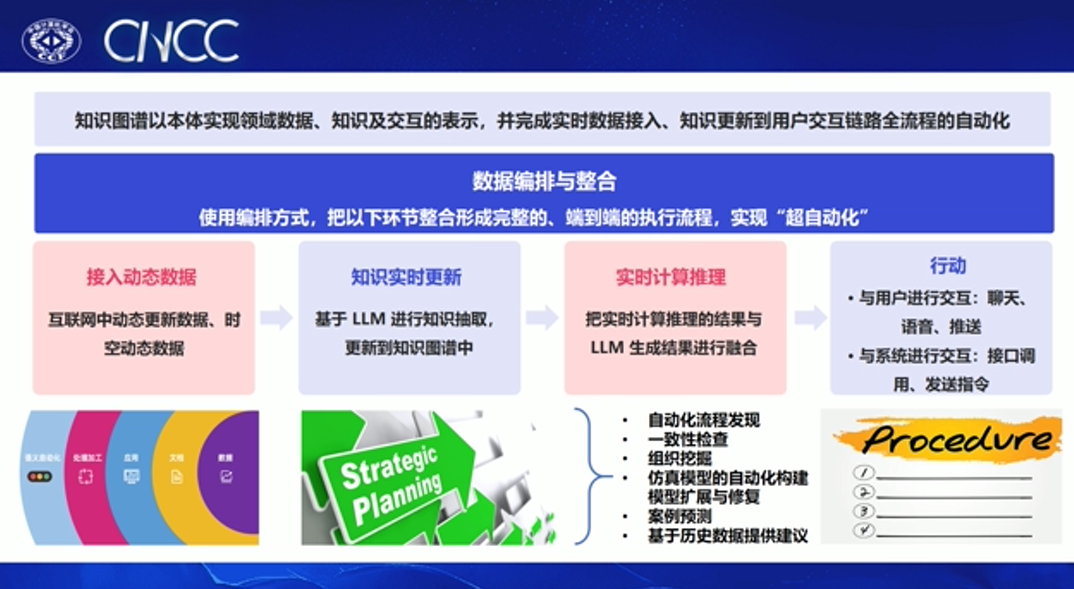 CNCC
CCF
知识图谱以本体实现领域数据、知识及交互的表示，并完成实时数据接入、知识更新到用户交互链路全流程的自动化
数据编排与整合
使用编排方式，把以下环节整合形成完整的、端到端的执行流程，实现“超自动化”
接入动态数据
互联网中动态更新数据、时
空动态数据
知识实时更新
基于 LLM 进行知识抽取，
更新到知识图谱中
实时计算推理
把实时计算推理的结果与
LLM 生成结果进行融合
行动
• 与用户进行交互：聊天、
语音、推送
• 与系统进行交互：接口调
用、发送指令
语义自动化
处理加工
应用
文档
数据
Strategic
Planning
• 自动化流程发现
• 一致性检查
• 组织挖掘
• 仿真模型的自动化构建
模型扩展与修复
• 案例预测
• 基于历史数据提供建议
Procedure
1
2
3
4